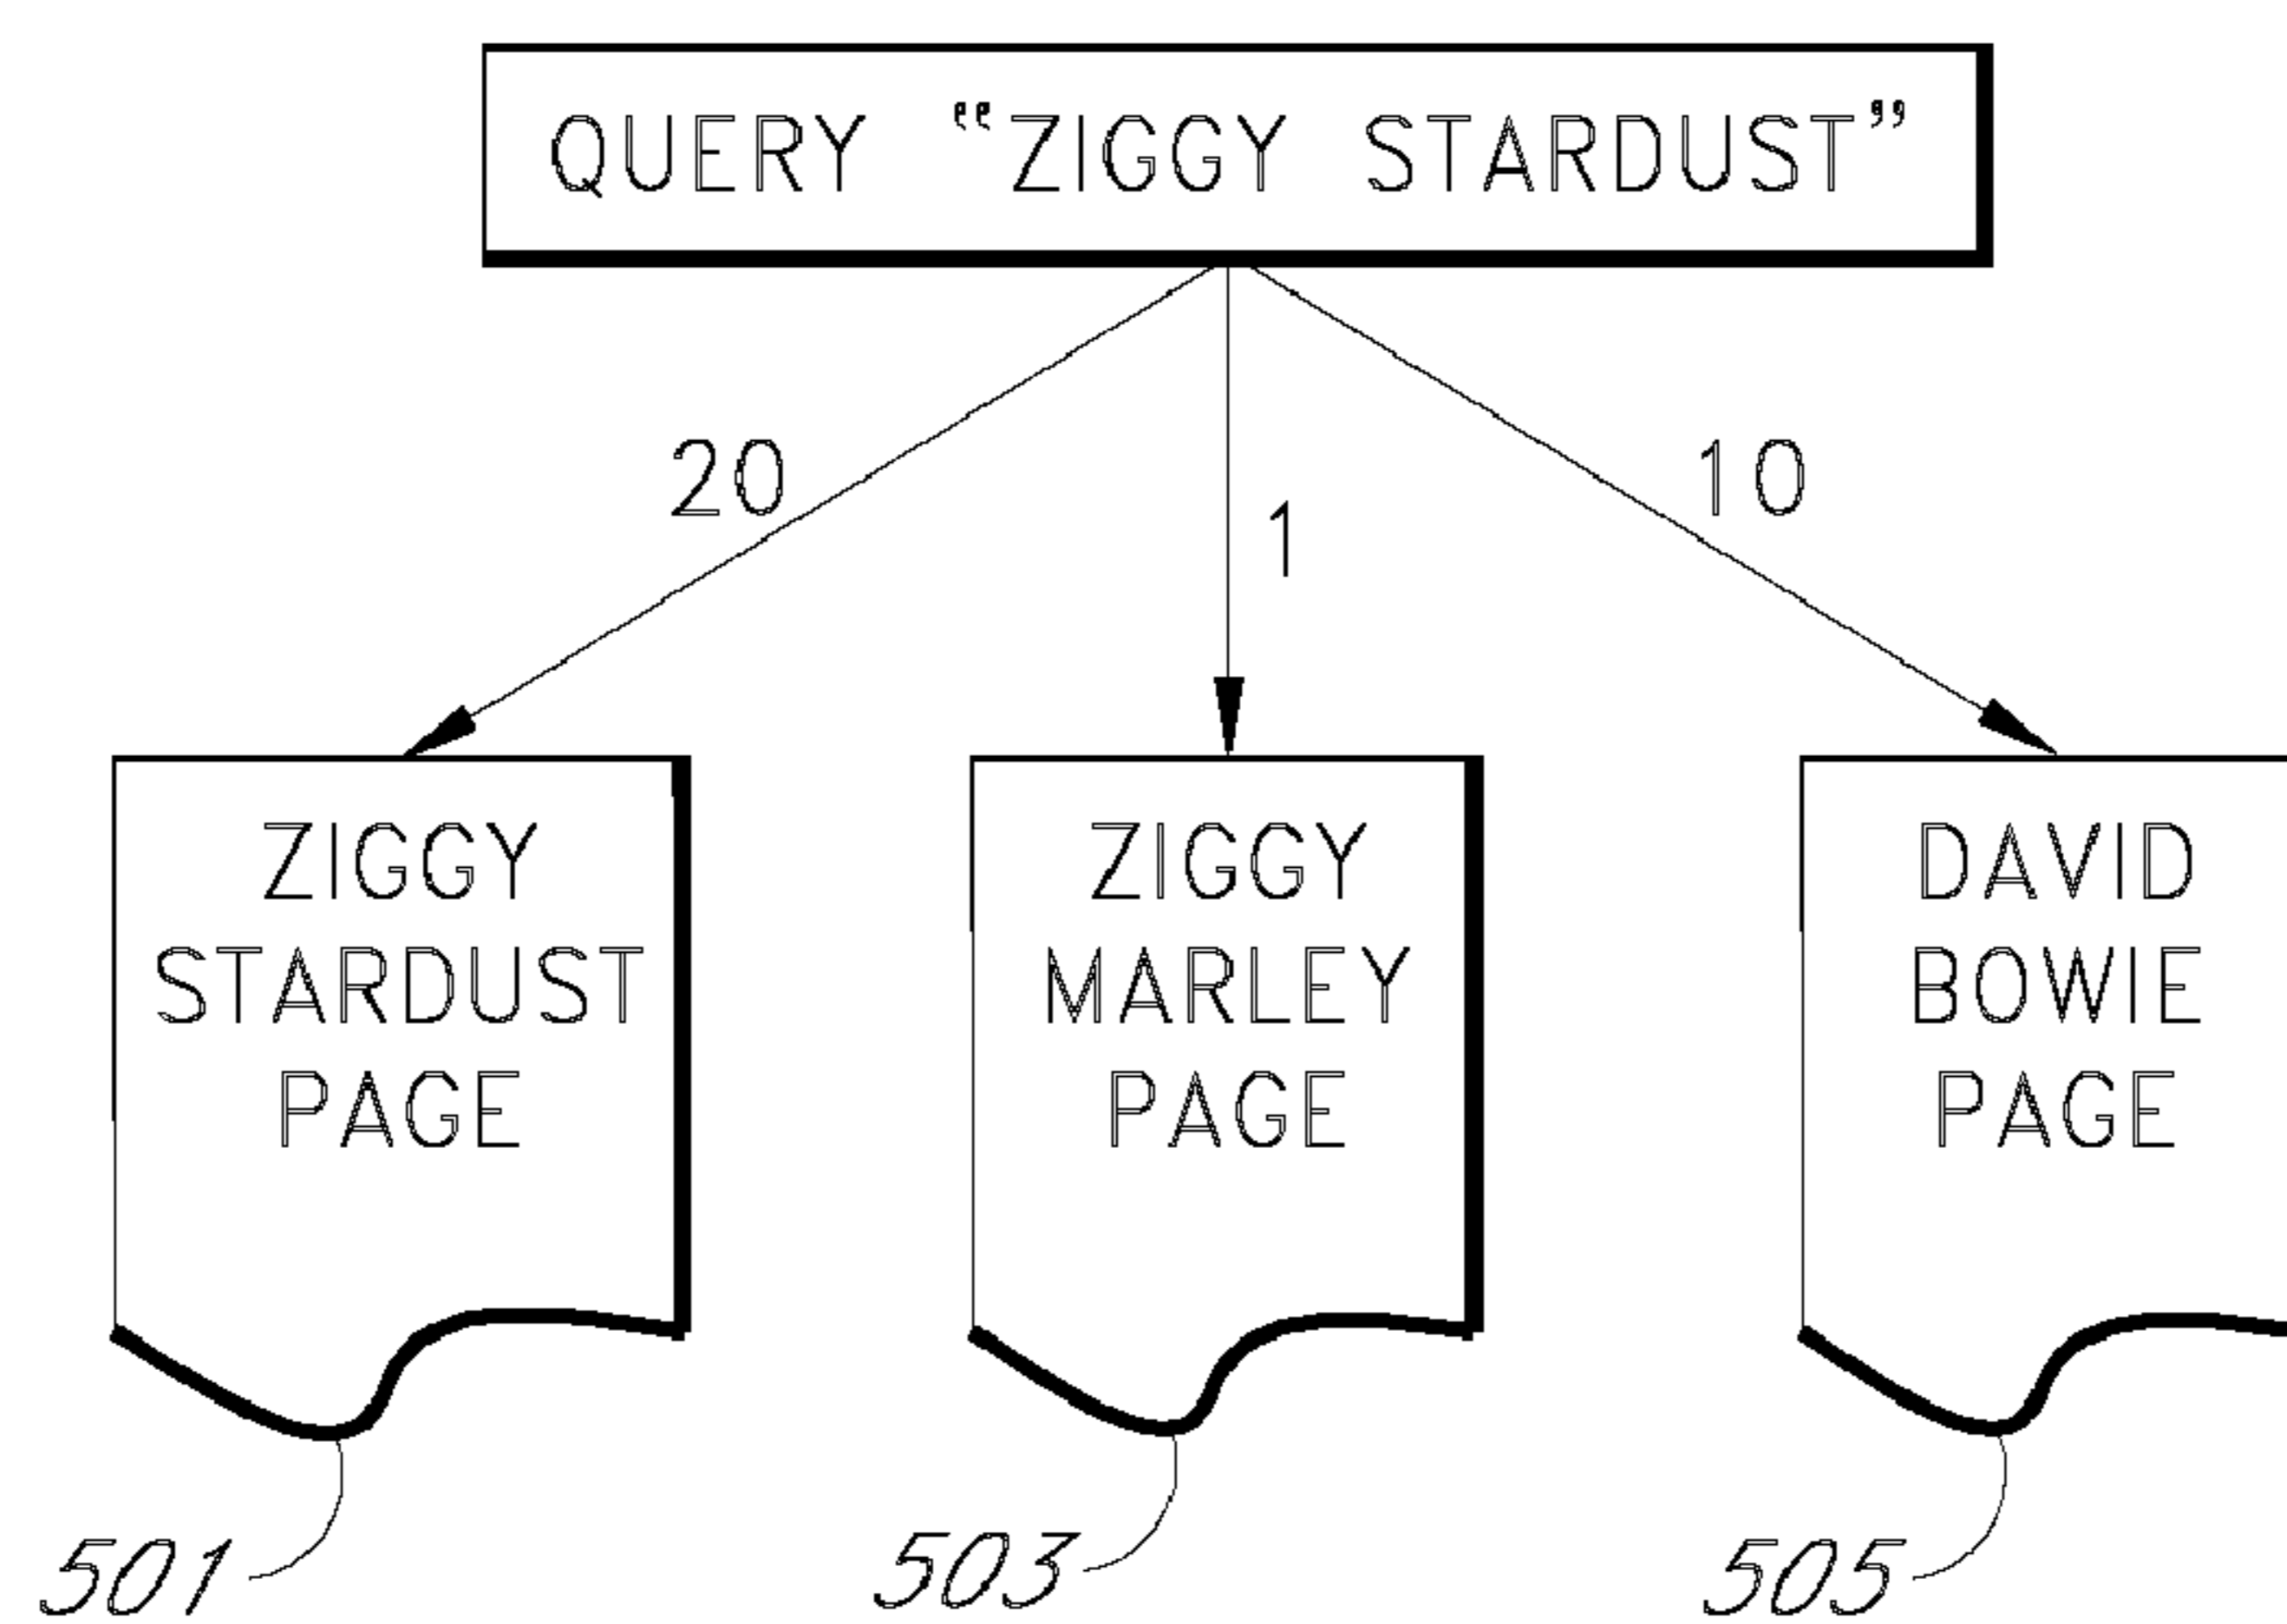 QUERY “ZIGGY STARDUST”
20
1
10
ZIGGY
STARDUST
PAGE
ZIGGY
MARLEY
PAGE
DAVID
BOWIE
PAGE
501
503
505